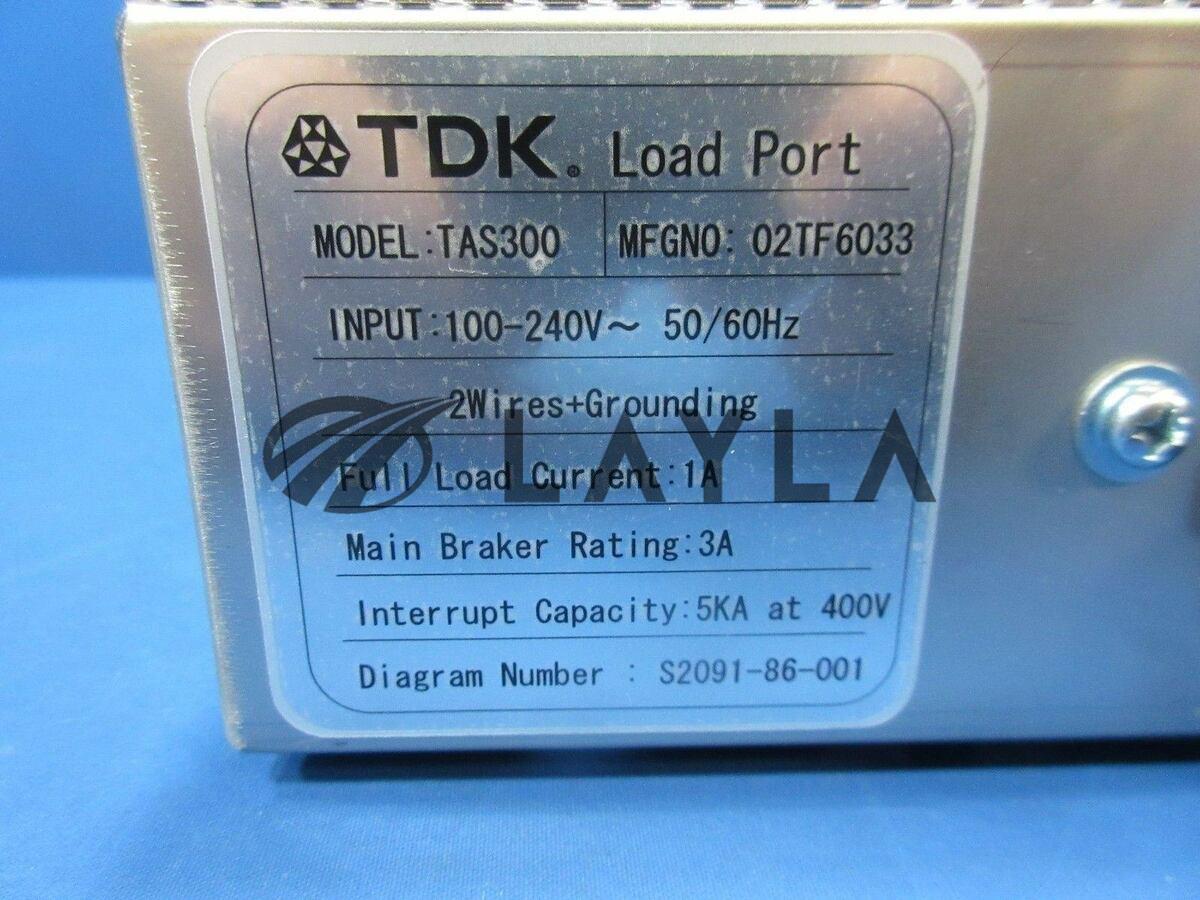 TDK® Load Port
MODEL:TAS300 MFGNO: 02TF6033
INPUT:100-240V～ 50/60Hz
2Wires+Grounding
LAYLA
Full Load Current:1A
Main Braker Rating:3A
Interrupt Capacity:5KA at 400V
Diagram Number : S2091-86-001